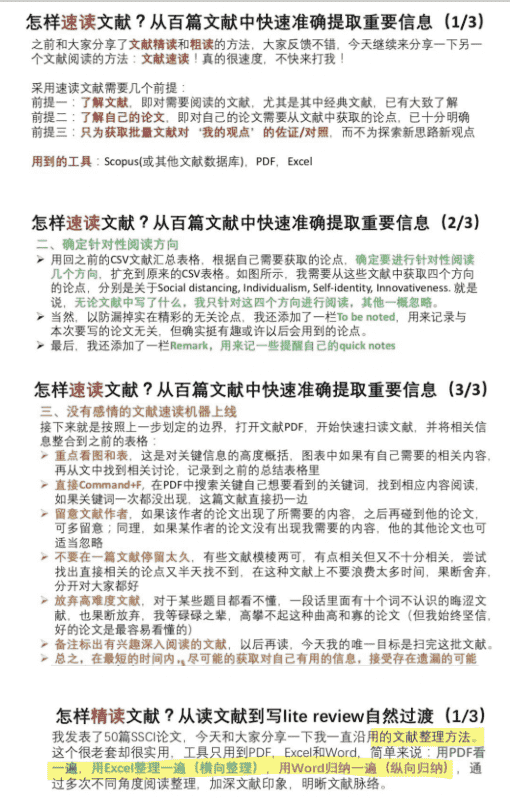 怎样速读文献？从百篇文献中快速准确提取重要信息（1/3）
之前和大家分享了文献精读和粗读的方法，大家反馈不错，今天继续来分享一下另一
个文献阅读的方法：文献速读！真的很速度，不快来打我！
采用速读文献需要几个前提：
前提一：了解文献，即对需要阅读的文献，尤其是其中经典文献，已有大致了解
前提二：了解自己的论文，即对自己的论文需要从文献中获取的论点，已十分明确
前提三：只为获取批量文献对‘我的观点’的佐证/对照，而不为探索新思路新观点
用到的工具：Scopus(或其他文献数据库)，PDF，Excel
怎样速读文献？从百篇文献中快速准确提取重要信息（2/3）
二、确定针对性阅读方向
➢ 用回之前的CSV文献汇总表格，根据自己需要获取的论点，确定要进行针对性阅读
几个方向，扩充到原来的CSV表格。如图所示，我需要从这些文献中获取四个方向
的论点，分别是关于Social distancing, Individualism, Self-identity, Innovativeness. 就是
说，无论文献中写了什么，我只针对这四个方向进行阅读，其他一概忽略。
➢ 当然，以防漏掉实在精彩的无关论点，我还添加了一栏To be noted，用来记录与
本次要写的论文无关，但确实挺有趣或许以后会用到的论点。
➢ 最后，我还添加了一栏Remark，用来记一些提醒自己的quick notes
怎样速读文献？从百篇文献中快速准确提取重要信息（3/3）
三、没有感情的文献速读机器上线
接下来就是按照上一步划定的边界，打开文献PDF，开始快速扫读文献，并将相关信
息整合到之前的表格：
➢ 重点看图和表，这是对关键信息的高度概括，图表中如果有自己需要的相关内容，
再从文中找到相关讨论，记录到之前的总结表格里
➢ 直接Command+F，在PDF中搜索关键自己想要看到的关键词，找到相应内容阅读，
如果关键词一次都没出现，这篇文献直接扔一边
➢ 留意文献作者，如果该作者的论文出现了所需要的内容，之后再碰到他的论文，
可多留意；同理，如果某作者的论文没有出现我需要的内容，他的其他论文也可
适当忽略
➢ 不要在一篇文献停留太久，有些文献模棱两可，有点相关但又不十分相关，尝试
找出直接相关的论点又半天找不到，在这种文献上不要浪费太多时间，果断舍弃，
分开对大家都好
➢ 放弃高难度文献，对于某些题目都看不懂，一段话里面有十个词不认识的晦涩文
献，也果断放弃，我等碌碌之辈，高攀不起这种曲高和寡的论文（但我始终坚信，
好的论文是最容易看懂的）
➢ 备注标出有兴趣深入阅读的文献，以后再读，今天我的唯一目标是扫完这批文献。
➢ 总之，在最短的时间内，尽可能的获取对自己有用的信息，接受存在遗漏的可能
怎样精读文献？从读文献到写lite review自然过渡（1/3）
我发表了50篇SSCI论文，今天和大家分享一下我一直沿用的文献整理方法。
这个很老套却很实用，工具只用到PDF，Excel和Word，简单来说：用PDF看
一遍，用Excel整理一遍（横向整理），用Word归纳一遍（纵向归纳），通
过多次不同角度阅读整理，加深文献印象，明晰文献脉络。